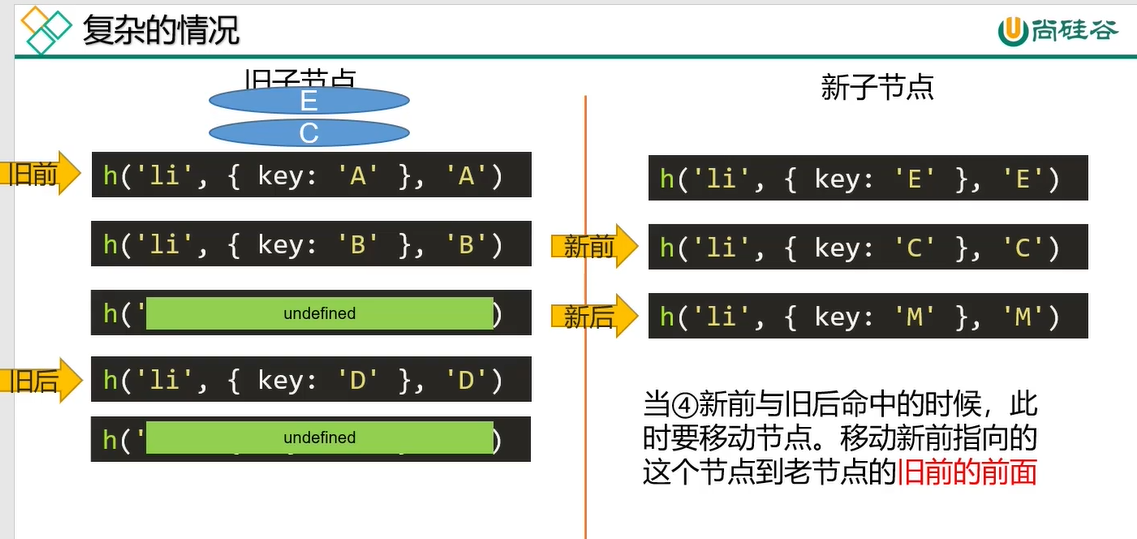 复杂的情况
尚硅谷
旧子节点
新子节点
E
C
旧前
h('li', { key: 'A' }, 'A')
h('li', { key: 'B' }, 'B')
h('
undefined
)
旧后
h('li', { key: 'D' }, 'D')
h('
undefined
)
h('li', { key: 'E' }, 'E')
新前
h('li', { key: 'C' }, 'C')
新后
h('li', { key: 'M' }, 'M')
当④新前与旧后命中的时候，此
时要移动节点。移动新前指向的
这个节点到老节点的旧前的前面